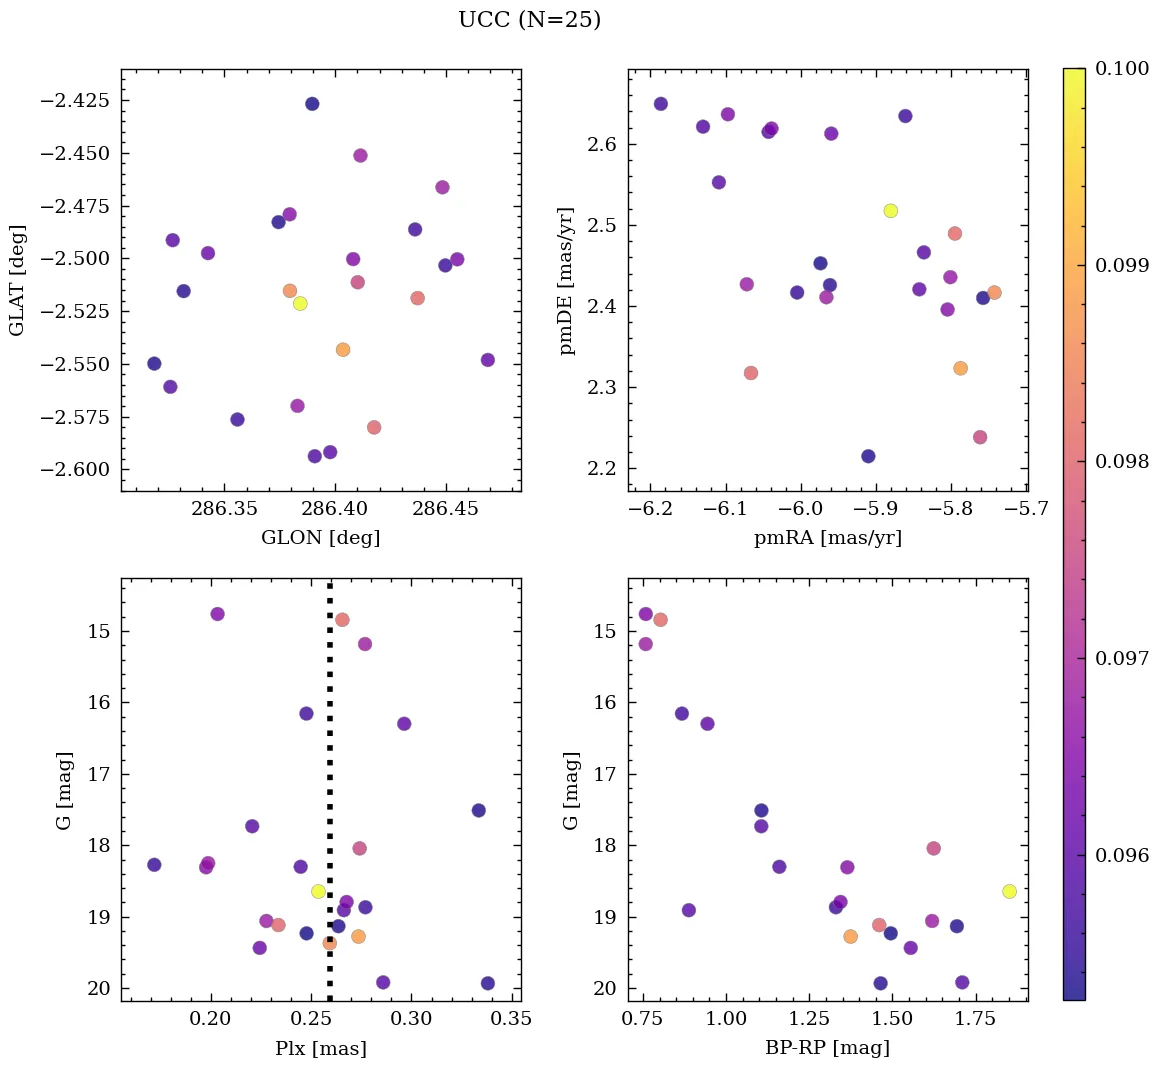 UCC (N=25)
−2.425
−2.450
−2.475
−2.500
−2.525
−2.550
−2.575
−2.600
GLAT [deg]
286.35 286.40 286.45
GLON [deg]
2.6
2.5
2.4
2.3
2.2
pmDE [mas/yr]
−6.2 −6.1 −6.0 −5.9 −5.8 −5.7
pmRA [mas/yr]
0.100
0.099
0.098
0.097
0.096
15
16
17
18
19
20
G [mag]
0.20 0.25 0.30 0.35
Plx [mas]
15
16
17
18
19
20
G [mag]
0.75 1.00 1.25 1.50 1.75
BP-RP [mag]